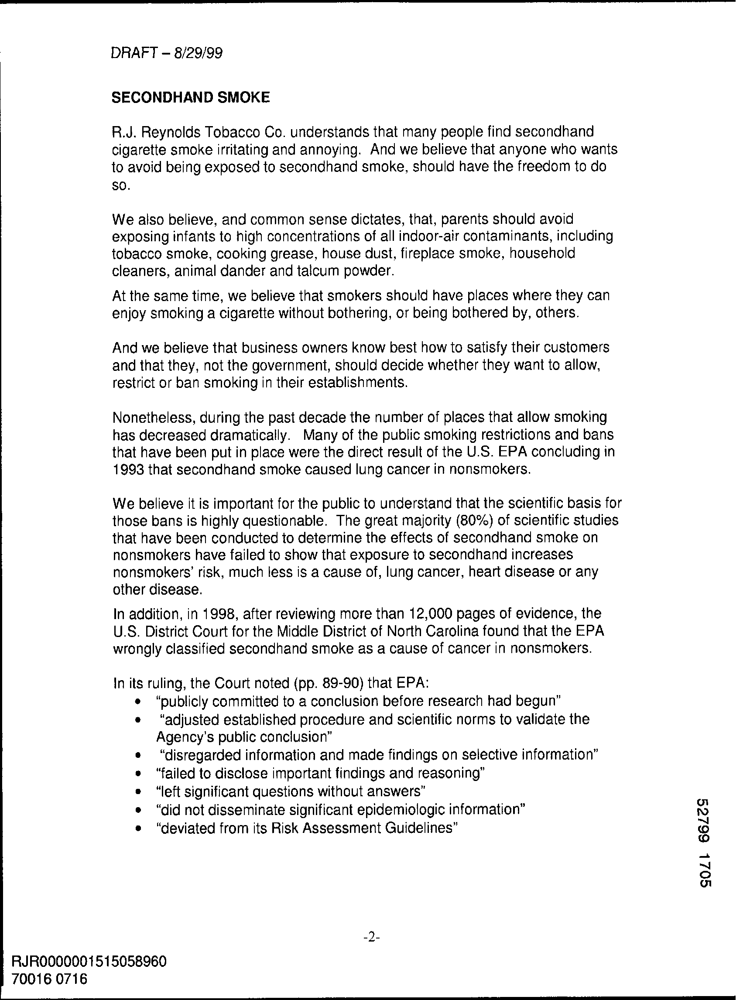 DRAFT – 8/29/99
SECONDHAND SMOKE
R.J. Reynolds Tobacco Co. understands that many people find secondhand
cigarette smoke irritating and annoying. And we believe that anyone who wants
to avoid being exposed to secondhand smoke, should have the freedom to do
so.
We also believe, and common sense dictates, that, parents should avoid
exposing infants to high concentrations of all indoor-air contaminants, including
tobacco smoke, cooking grease, house dust, fireplace smoke, household
cleaners, animal dander and talcum powder.
At the same time, we believe that smokers should have places where they can
enjoy smoking a cigarette without bothering, or being bothered by, others.
And we believe that business owners know best how to satisfy their customers
and that they, not the government, should decide whether they want to allow,
restrict or ban smoking in their establishments.
Nonetheless, during the past decade the number of places that allow smoking
has decreased dramatically. Many of the public smoking restrictions and bans
that have been put in place were the direct result of the U.S. EPA concluding in
1993 that secondhand smoke caused lung cancer in nonsmokers.
We believe it is important for the public to understand that the scientific basis for
those bans is highly questionable. The great majority (80%) of scientific studies
that have been conducted to determine the effects of secondhand smoke on
nonsmokers have failed to show that exposure to secondhand increases
nonsmokers' risk, much less is a cause of, lung cancer, heart disease or any
other disease.
In addition, in 1998, after reviewing more than 12,000 pages of evidence, the
U.S. District Court for the Middle District of North Carolina found that the EPA
wrongly classified secondhand smoke as a cause of cancer in nonsmokers.
In its ruling, the Court noted (pp. 89-90) that EPA:
• "publicly committed to a conclusion before research had begun"
• "adjusted established procedure and scientific norms to validate the
Agency's public conclusion"
• "disregarded information and made findings on selective information"
• "failed to disclose important findings and reasoning"
• "left significant questions without answers"
• "did not disseminate significant epidemiologic information"
• "deviated from its Risk Assessment Guidelines"
52799 1705
-2-
RJR0000001515058960
70016 0716